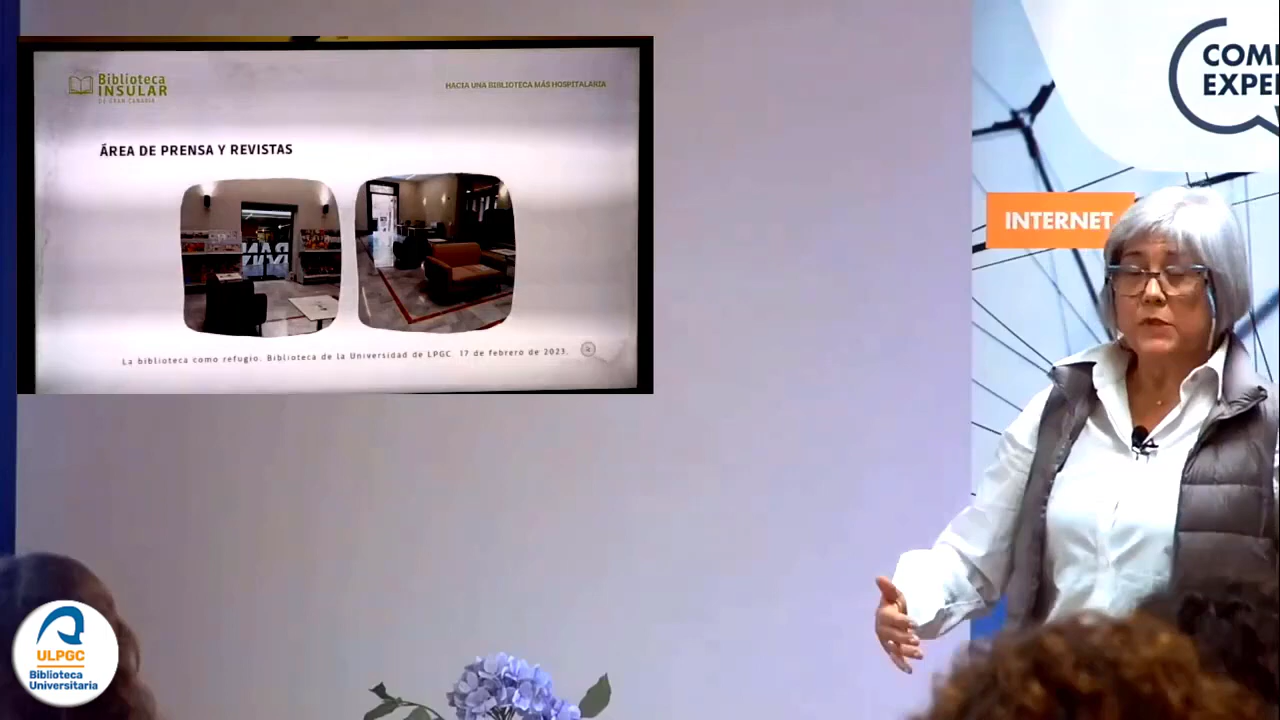 Biblioteca
INSULAR
DE GRAN CANARIA
HACIA UNA BIBLIOTECA MÁS HOSPITALARIA
ÁREA DE PRENSA Y REVISTAS
La biblioteca como refugio. Biblioteca de la Universidad de LPGC. 17 de febrero de 2023.
COM
EXPE
INTERNET
ULPGC
Biblioteca
Universitaria